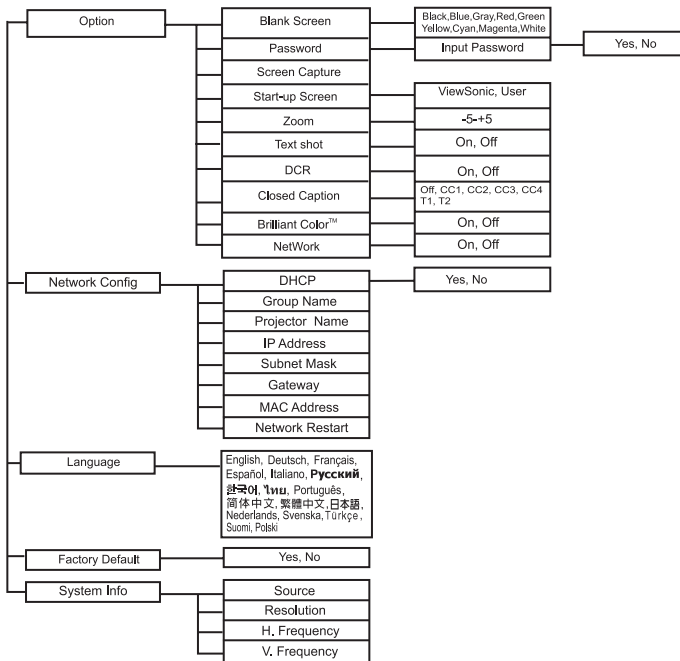 Option
Blank Screen
Black,Blue,Gray,Red,Green
Yellow,Cyan,Magenta,White
Password
Input Password
Yes, No
Screen Capture
Start-up Screen
ViewSonic, User
Zoom
-5-+5
Text shot
On, Off
DCR
On, Off
Closed Caption
Off, CC1, CC2, CC3, CC4
T1, T2
Brilliant Color™
On, Off
NetWork
On, Off
Network Config
DHCP
Yes, No
Group Name
Projector Name
IP Address
Subnet Mask
Gateway
MAC Address
Network Restart
Language
English, Deutsch, Français,
Español, Italiano, Русский,
한국어, ไทย, Português,
简体中文, 繁體中文, 日本語,
Nederlands, Svenska, Türkçe,
Suomi, Polski
Factory Default
Yes, No
System Info
Source
Resolution
H. Frequency
V. Frequency